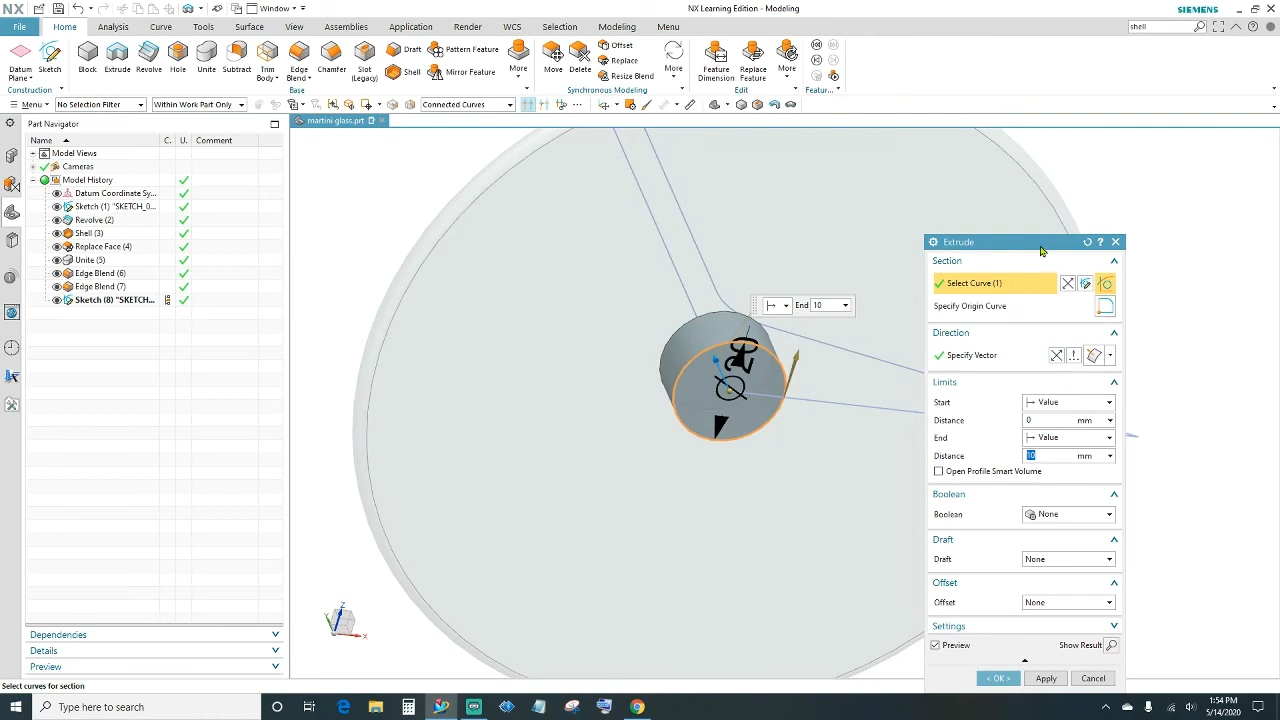 NX
Window
NX Learning Edition - Modeling
SIEMENS
File
Home
Analysis
Curve
Tools
Surface
View
Assemblies
Application
Render
WCS
Selection
Modeling
Menu
shell
Datum Plane
Sketch
Block
Extrude
Revolve
Hole
Unite
Subtract
Trim Body
Edge Blend
Chamfer
Slot (Legacy)
Draft
Shell
Pattern Feature
Mirror Feature
More
Move
Delete
Offset
Replace
Resize Blend
More
Feature Dimension
Replace Feature
More
Construction
Base
Synchronous Modeling
Edit
Featur...
Menu
No Selection Filter
Within Work Part Only
Connected Curves
Part Navigator
martini glass.prt
Name
C.
U.
Comment
Model Views
Cameras
Model History
Datum Coordinate Sy...
Sketch (1) "SKETCH_0...
Revolve (2)
Shell (3)
Replace Face (4)
Unite (5)
Edge Blend (6)
Edge Blend (7)
Sketch (8) "SKETCH...
End 10
Extrude
Section
Select Curve (1)
Specify Origin Curve
Direction
Specify Vector
Limits
Start
Value
Distance
0
mm
End
Value
Distance
10
mm
Open Profile Smart Volume
Boolean
Boolean
None
Draft
Draft
None
Offset
Offset
None
Settings
Preview
Show Result
< OK >
Apply
Cancel
Z
X
Dependencies
Details
Preview
Select curves for section
Type here to search
1:54 PM
5/14/2020